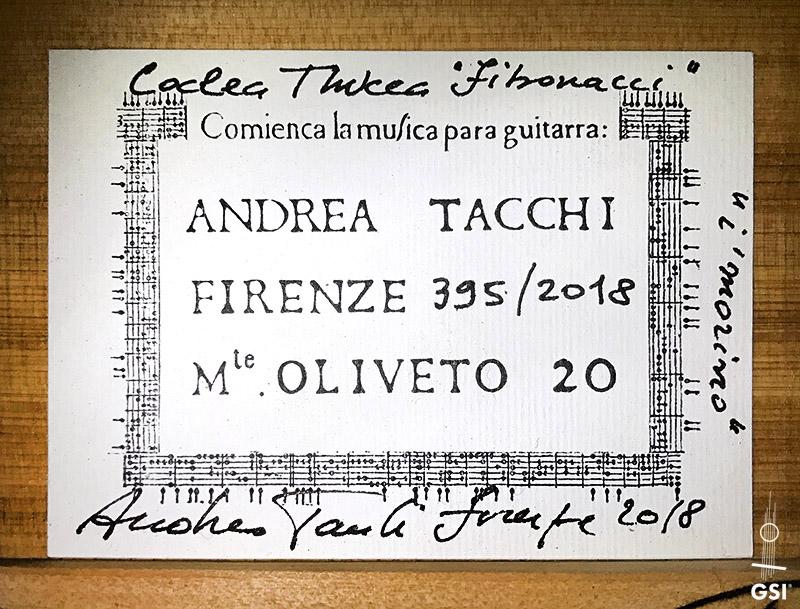 Coclea Thucea "Fibonacci"
Comienca la musica para guitarra:
ANDREA TACCHI
FIRENZE 395/2018
Mte. OLIVETO 20
Andrea Tacchi Firenze 2018
GSI